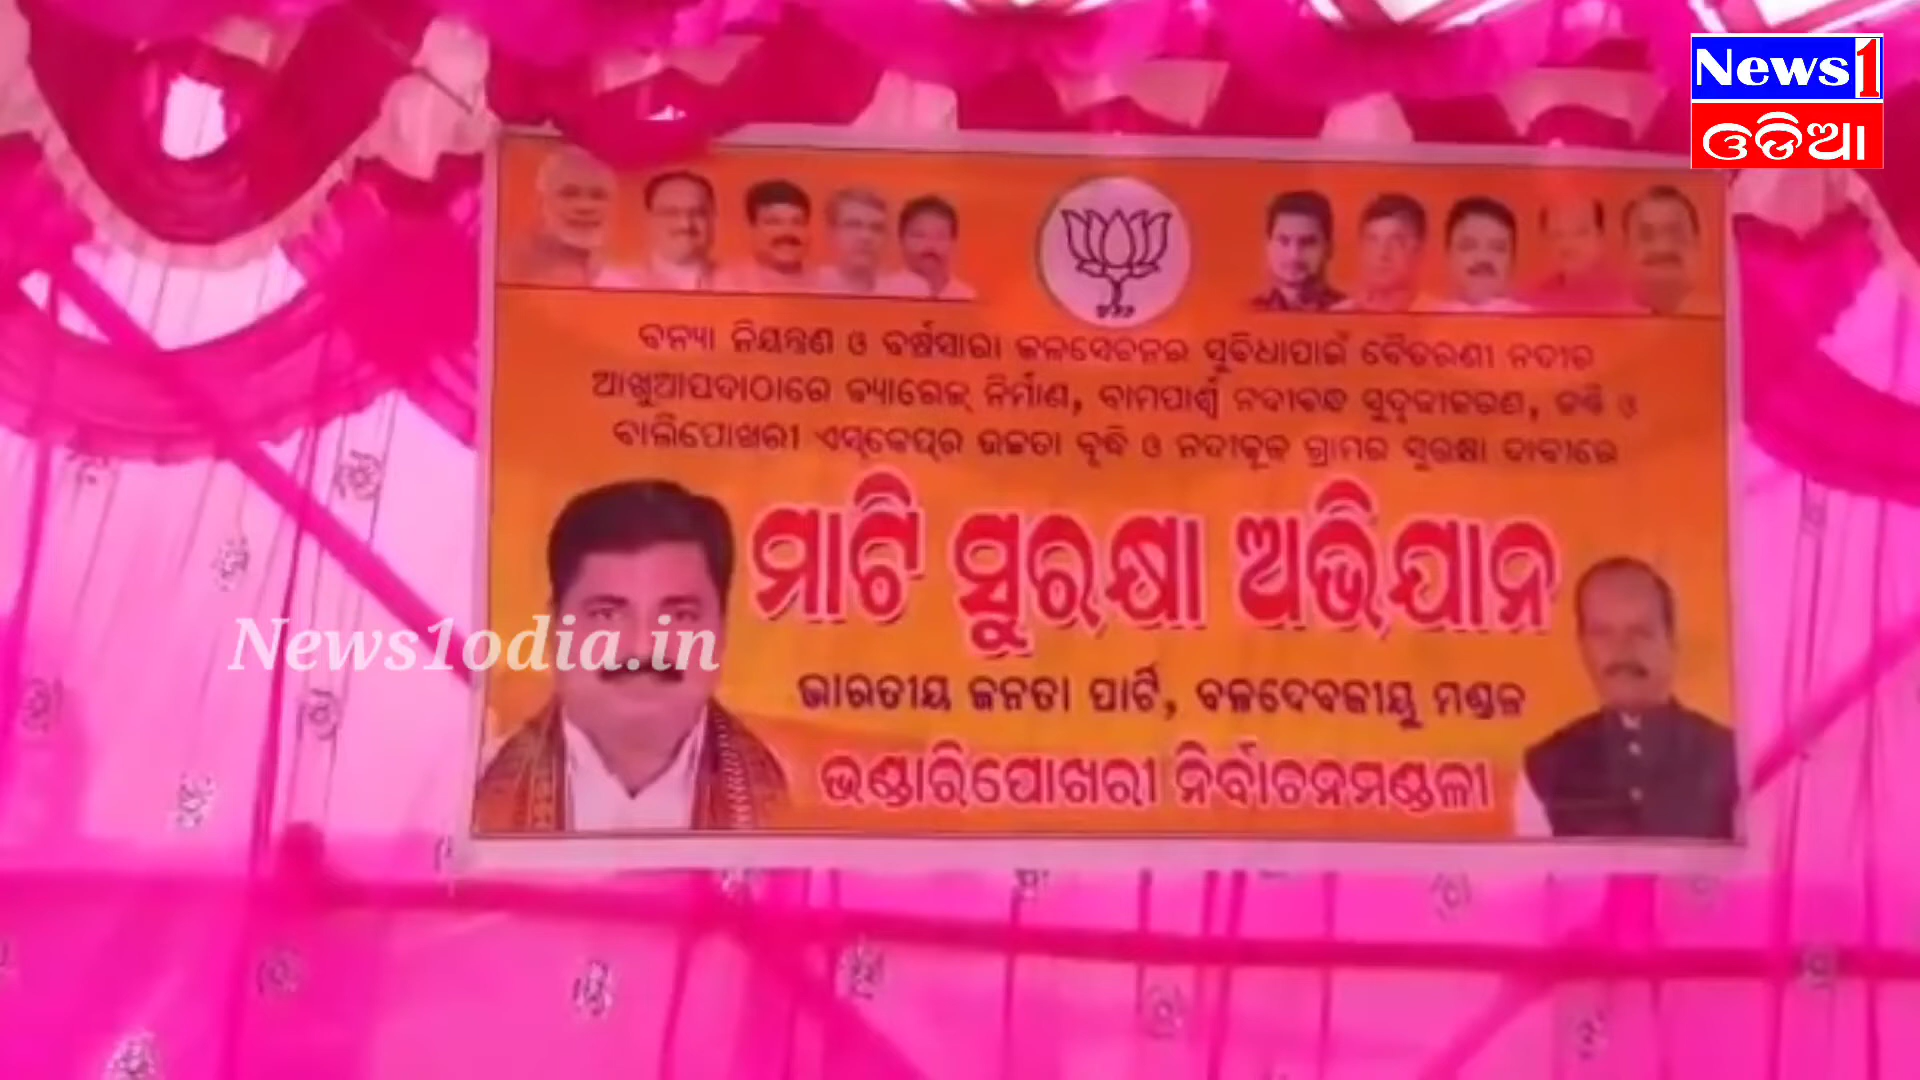 News1
ଓଡିଆ
ବନ୍ୟା ନିୟନ୍ତ୍ରଣ ଓ ବର୍ଷସାରା ଜଳସେଚନର ସୁବିଧାପାଇଁ ବୈତରଣୀ ନଦୀର
ଆଖୁଆପଦାଠାରେ ବ୍ୟାରେଜ୍ ନିର୍ମାଣ, ବାମପାର୍ଶ୍ୱ ନଦୀବନ୍ଧ ସୁଦୃଢୀକରଣ, ଓ
ବାଲିପୋଖରୀ ଏସ୍କେପ୍‌ର ଉଚ୍ଚତା ବୃଦ୍ଧି ଓ ନଦୀକୂଳ ଗ୍ରାମର ସୁରକ୍ଷା ଦାବୀରେ
ମାଟି ସୁରକ୍ଷା ଅଭିଯାନ
News1odia.in
ଭାରତୀୟ ଜନତା ପାର୍ଟି, ବଳଦେବଜୀୟୁ ମଣ୍ଡଳ
ଭଣ୍ଡାରିପୋଖରୀ ନିର୍ବାଚନମଣ୍ଡଳୀ